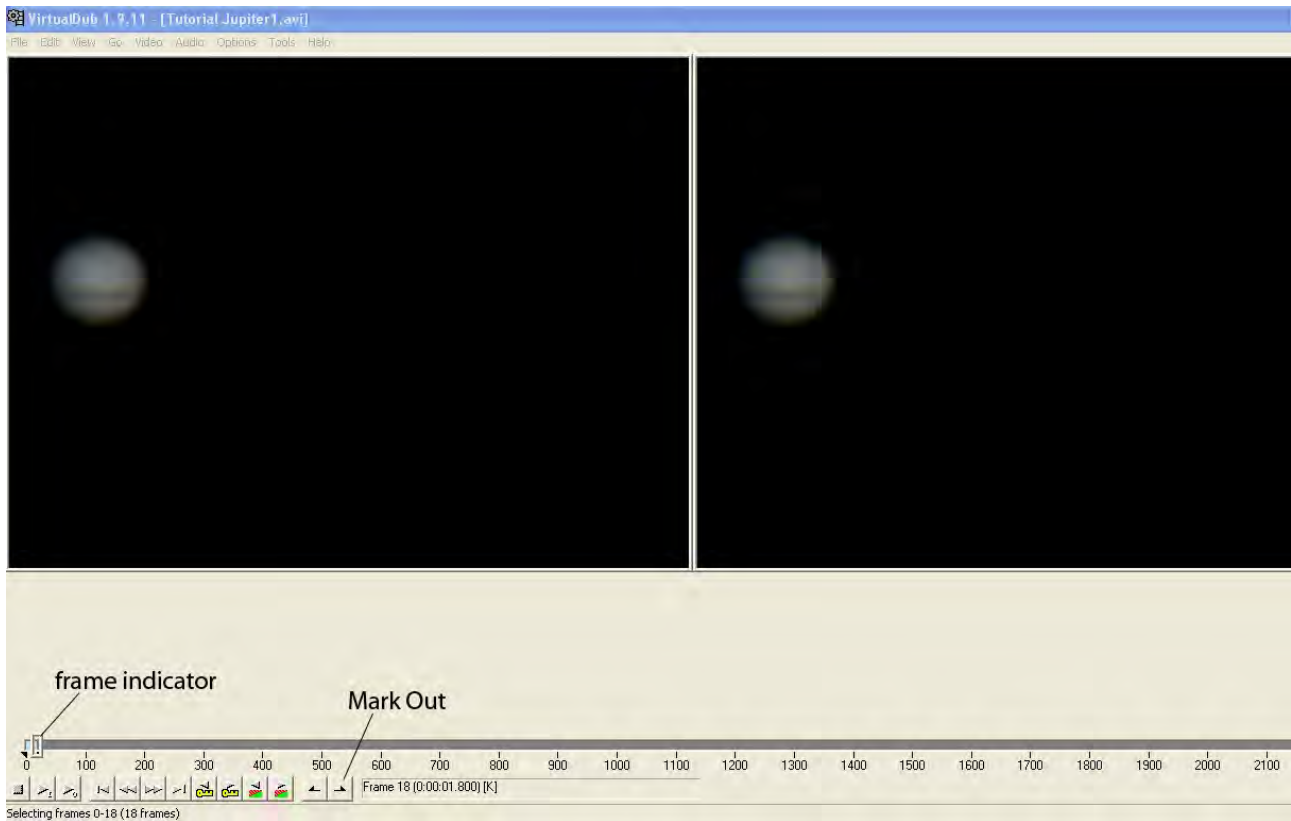 VirtualDub 1.9.11 - [Tutorial Jupiter1.avi]
File Edit View Go Video Audio Options Tools Help
frame indicator
Mark Out
0 100 200 300 400 500 600 700 800 900 1000 1100 1200 1300 1400 1500 1600 1700 1800 1900 2000 2100
Frame 18 (0:00:01.800) [K]
Selecting frames 0-18 (18 frames)